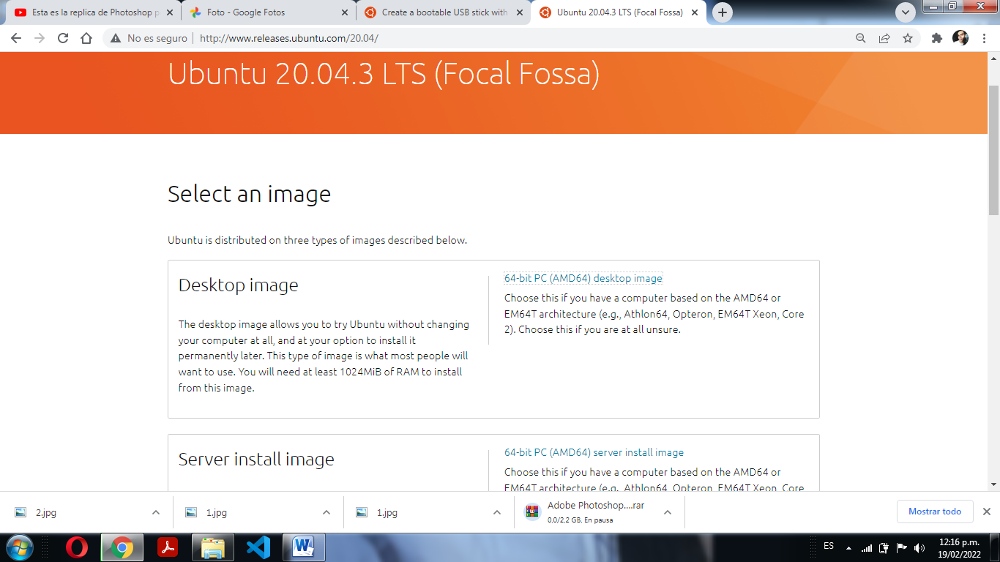 Esta es la replica de Photoshop p
Foto - Google Fotos
Create a bootable USB stick with
Ubuntu 20.04.3 LTS (Focal Fossa)
No es seguro
http://www.releases.ubuntu.com/20.04/
Ubuntu 20.04.3 LTS (Focal Fossa)
Select an image
Ubuntu is distributed on three types of images described below.
Desktop image
The desktop image allows you to try Ubuntu without changing
your computer at all, and at your option to install it
permanently later. This type of image is what most people will
want to use. You will need at least 1024MiB of RAM to install
from this image.
64-bit PC (AMD64) desktop image
Choose this if you have a computer based on the AMD64 or
EM64T architecture (e.g., Athlon64, Opteron, EM64T Xeon, Core
2). Choose this if you are at all unsure.
Server install image
64-bit PC (AMD64) server install image
Choose this if you have a computer based on the AMD64 or
EM64T architecture (e.g., Athlon64, Opteron, EM64T Xeon, Core
2.jpg
1.jpg
1.jpg
Adobe Photoshop....rar
0,0/2,2 GB, En pausa
Mostrar todo
ES
12:16 p.m.
19/02/2022